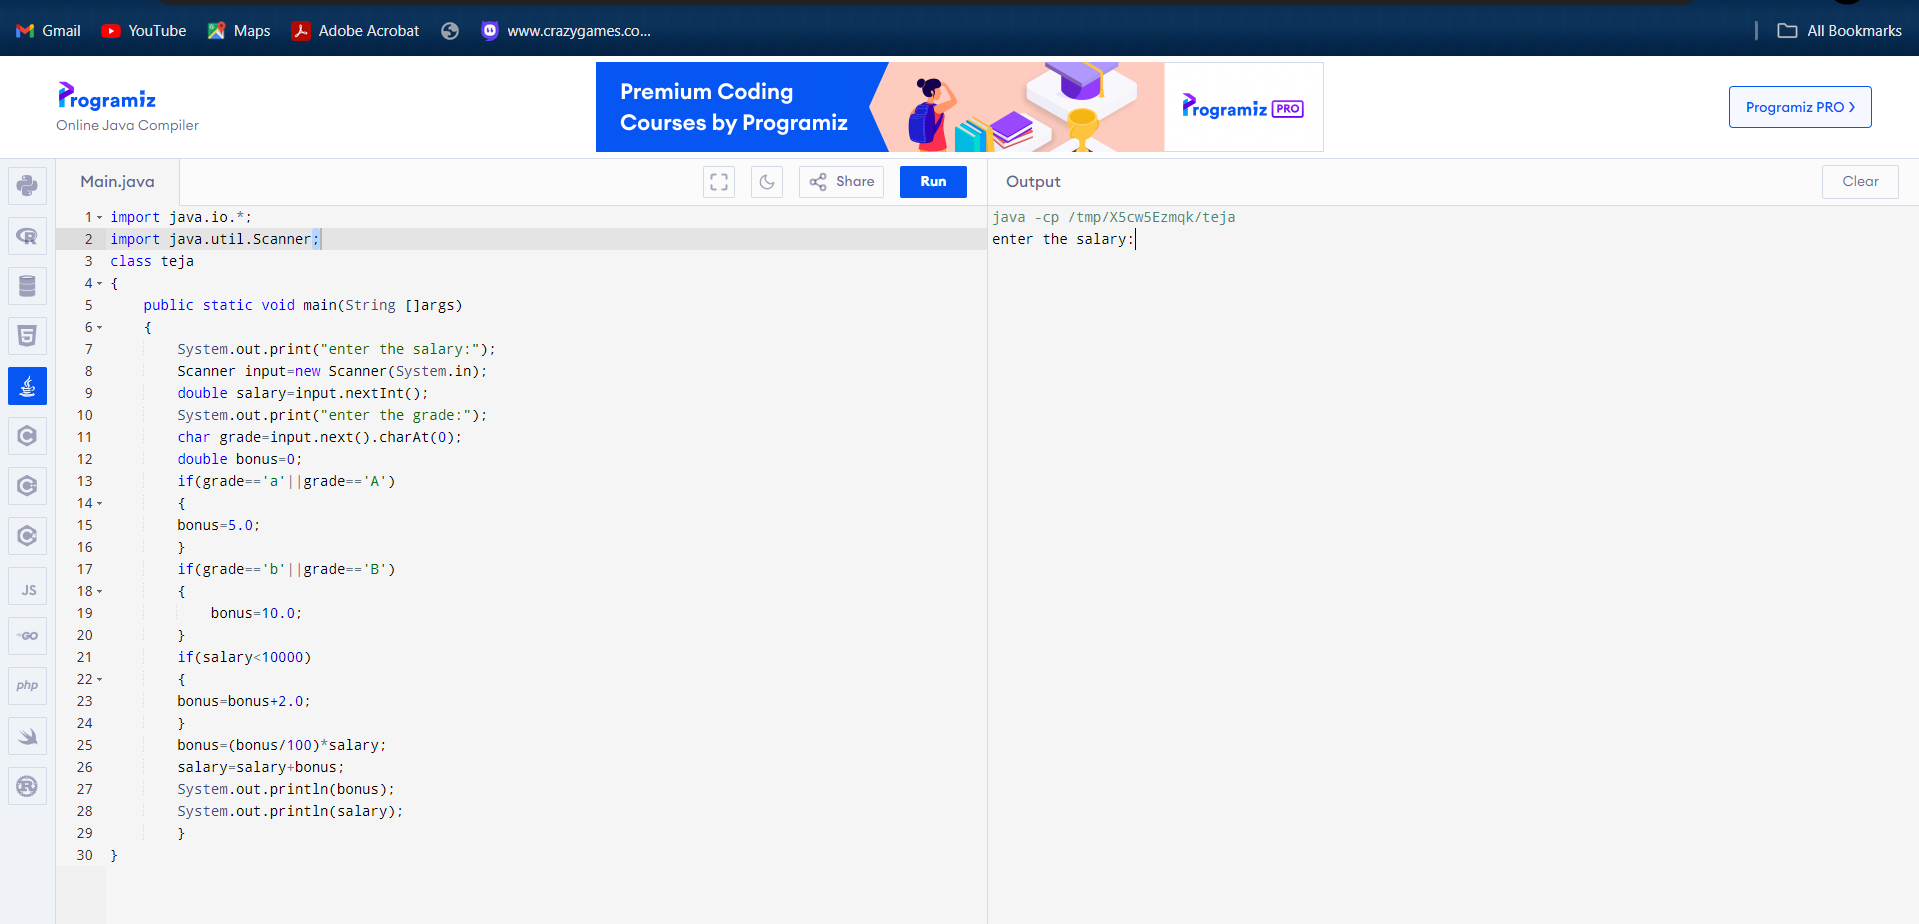 Gmail YouTube Maps Adobe Acrobat www.crazygames.co... All Bookmarks
Programiz
Online Java Compiler
Premium Coding
Courses by Programiz
Programiz PRO
Programiz PRO >
Main.java Share Run Output Clear
1 import java.io.*;
2 import java.util.Scanner;
3 class teja
4 {
5 public static void main(String []args)
6 {
7 System.out.print("enter the salary:");
8 Scanner input=new Scanner(System.in);
9 double salary=input.nextInt();
10 System.out.print("enter the grade:");
11 char grade=input.next().charAt(0);
12 double bonus=0;
13 if(grade=='a'||grade=='A')
14 {
15 bonus=5.0;
16 }
17 if(grade=='b'||grade=='B')
18 {
19 bonus=10.0;
20 }
21 if(salary<10000)
22 {
23 bonus=bonus+2.0;
24 }
25 bonus=(bonus/100)*salary;
26 salary=salary+bonus;
27 System.out.println(bonus);
28 System.out.println(salary);
29 }
30 }
java -cp /tmp/X5cw5Ezmqk/teja
enter the salary:
JS
GO
php